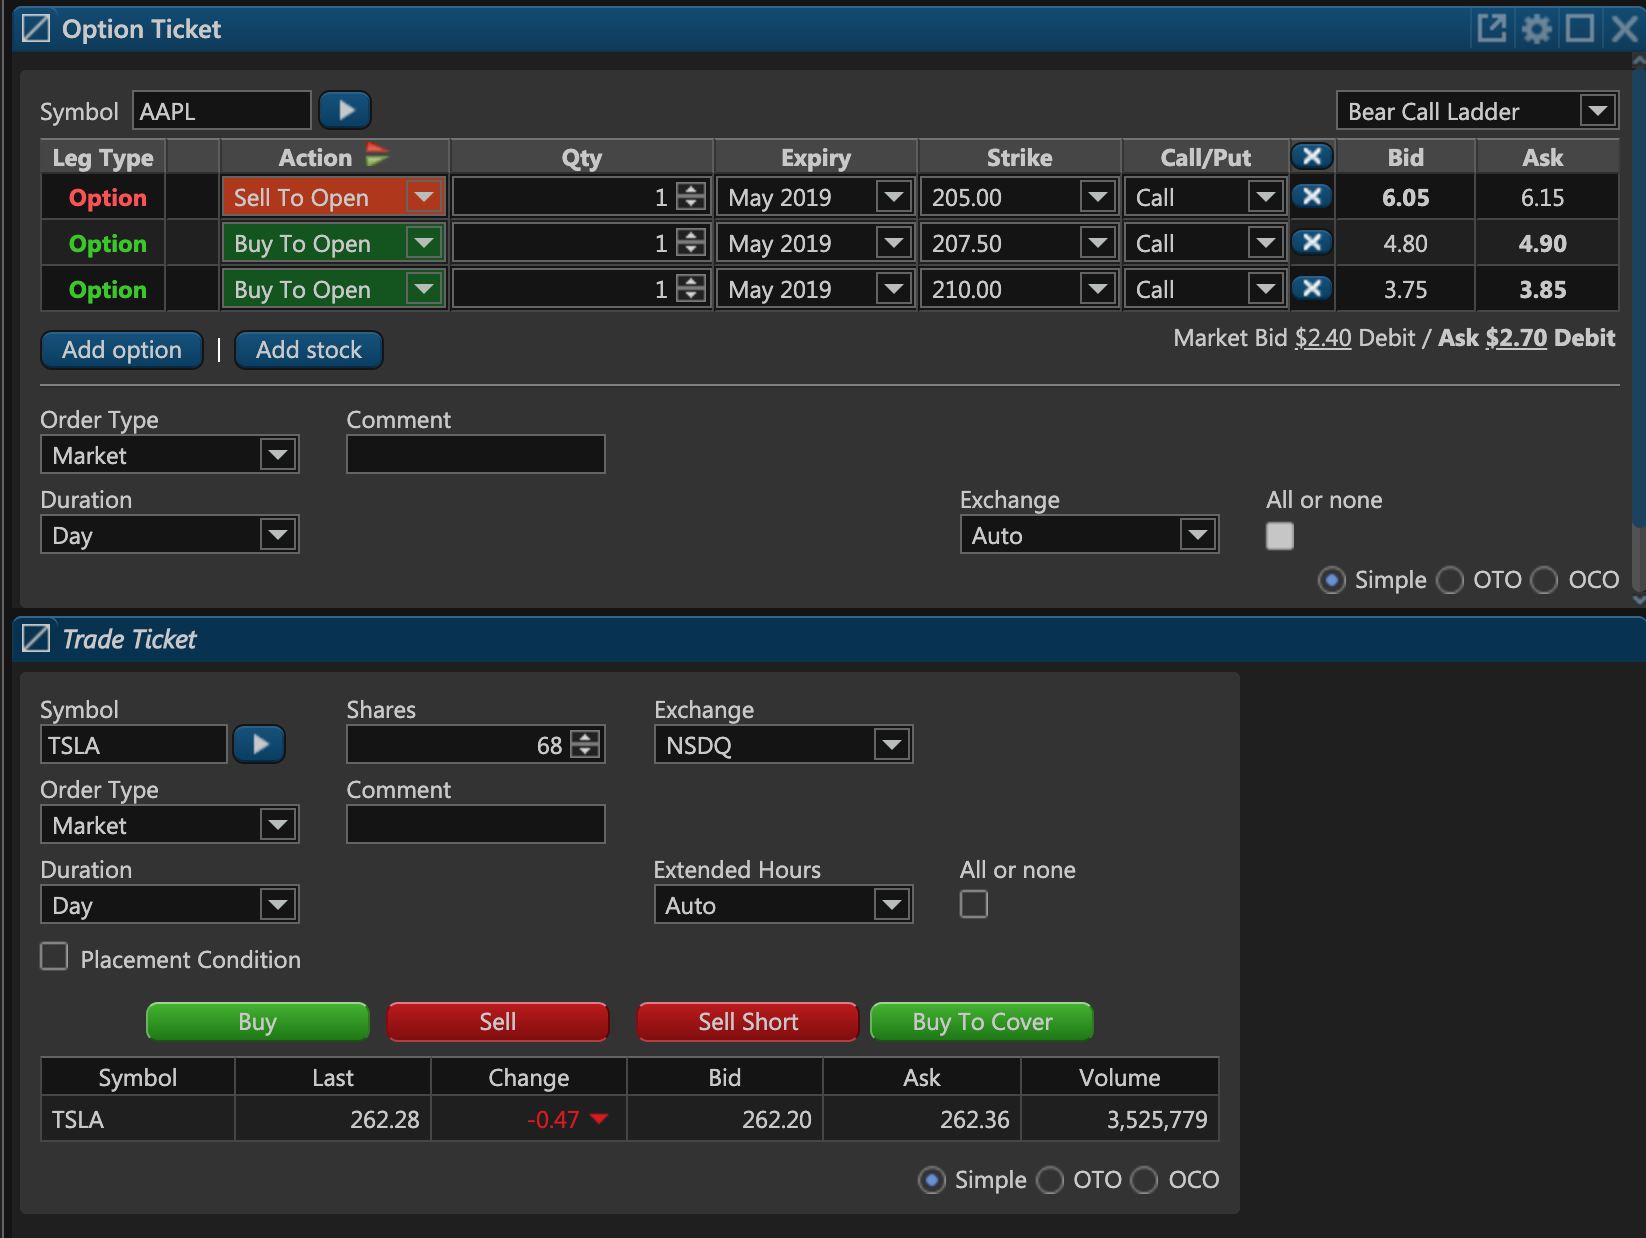 Option Ticket
Symbol AAPL Bear Call Ladder
Leg Type Action Qty Expiry Strike Call/Put Bid Ask
Option Sell To Open 1 May 2019 205.00 Call 6.05 6.15
Option Buy To Open 1 May 2019 207.50 Call 4.80 4.90
Option Buy To Open 1 May 2019 210.00 Call 3.75 3.85
Add option | Add stock Market Bid $2.40 Debit / Ask $2.70 Debit
Order Type Comment
Market
Duration Exchange All or none
Day Auto
Simple OTO OCO
Trade Ticket
Symbol Shares Exchange
TSLA 68 NSDQ
Order Type Comment
Market
Duration Extended Hours All or none
Day Auto
Placement Condition
Buy Sell Sell Short Buy To Cover
Symbol Last Change Bid Ask Volume
TSLA 262.28 -0.47 262.20 262.36 3,525,779
Simple OTO OCO